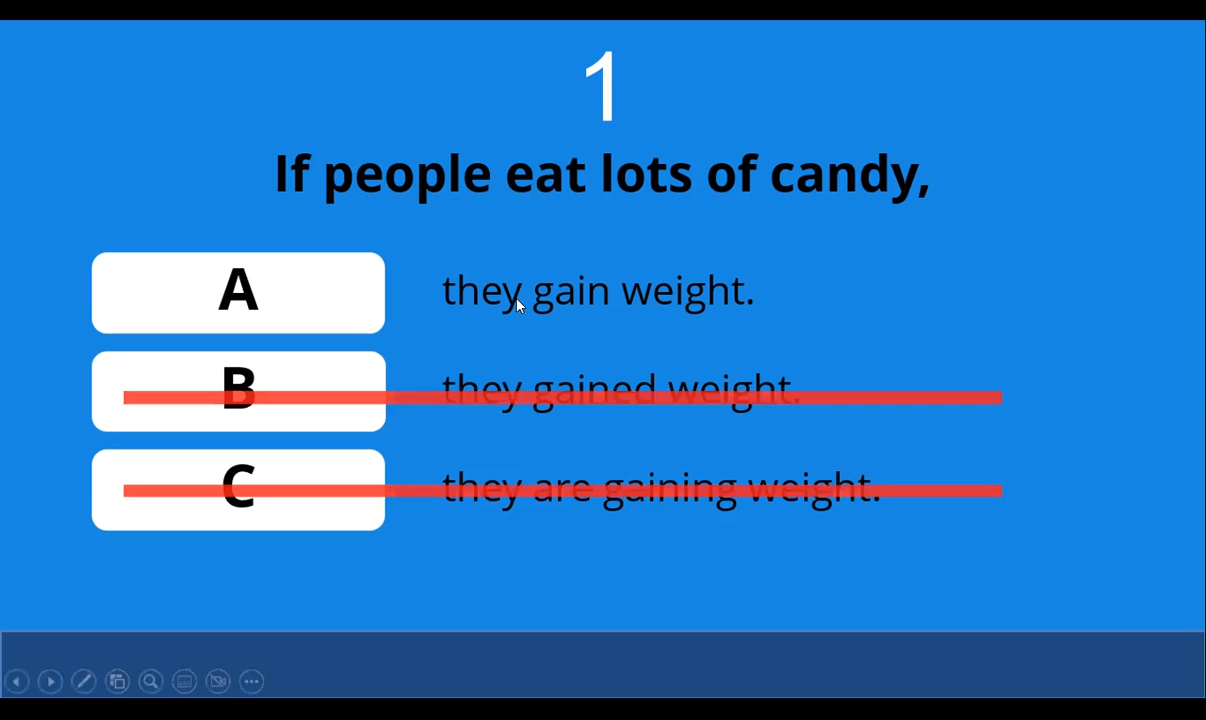 1
If people eat lots of candy,
A they gain weight.
B they gained weight.
C they are gaining weight.